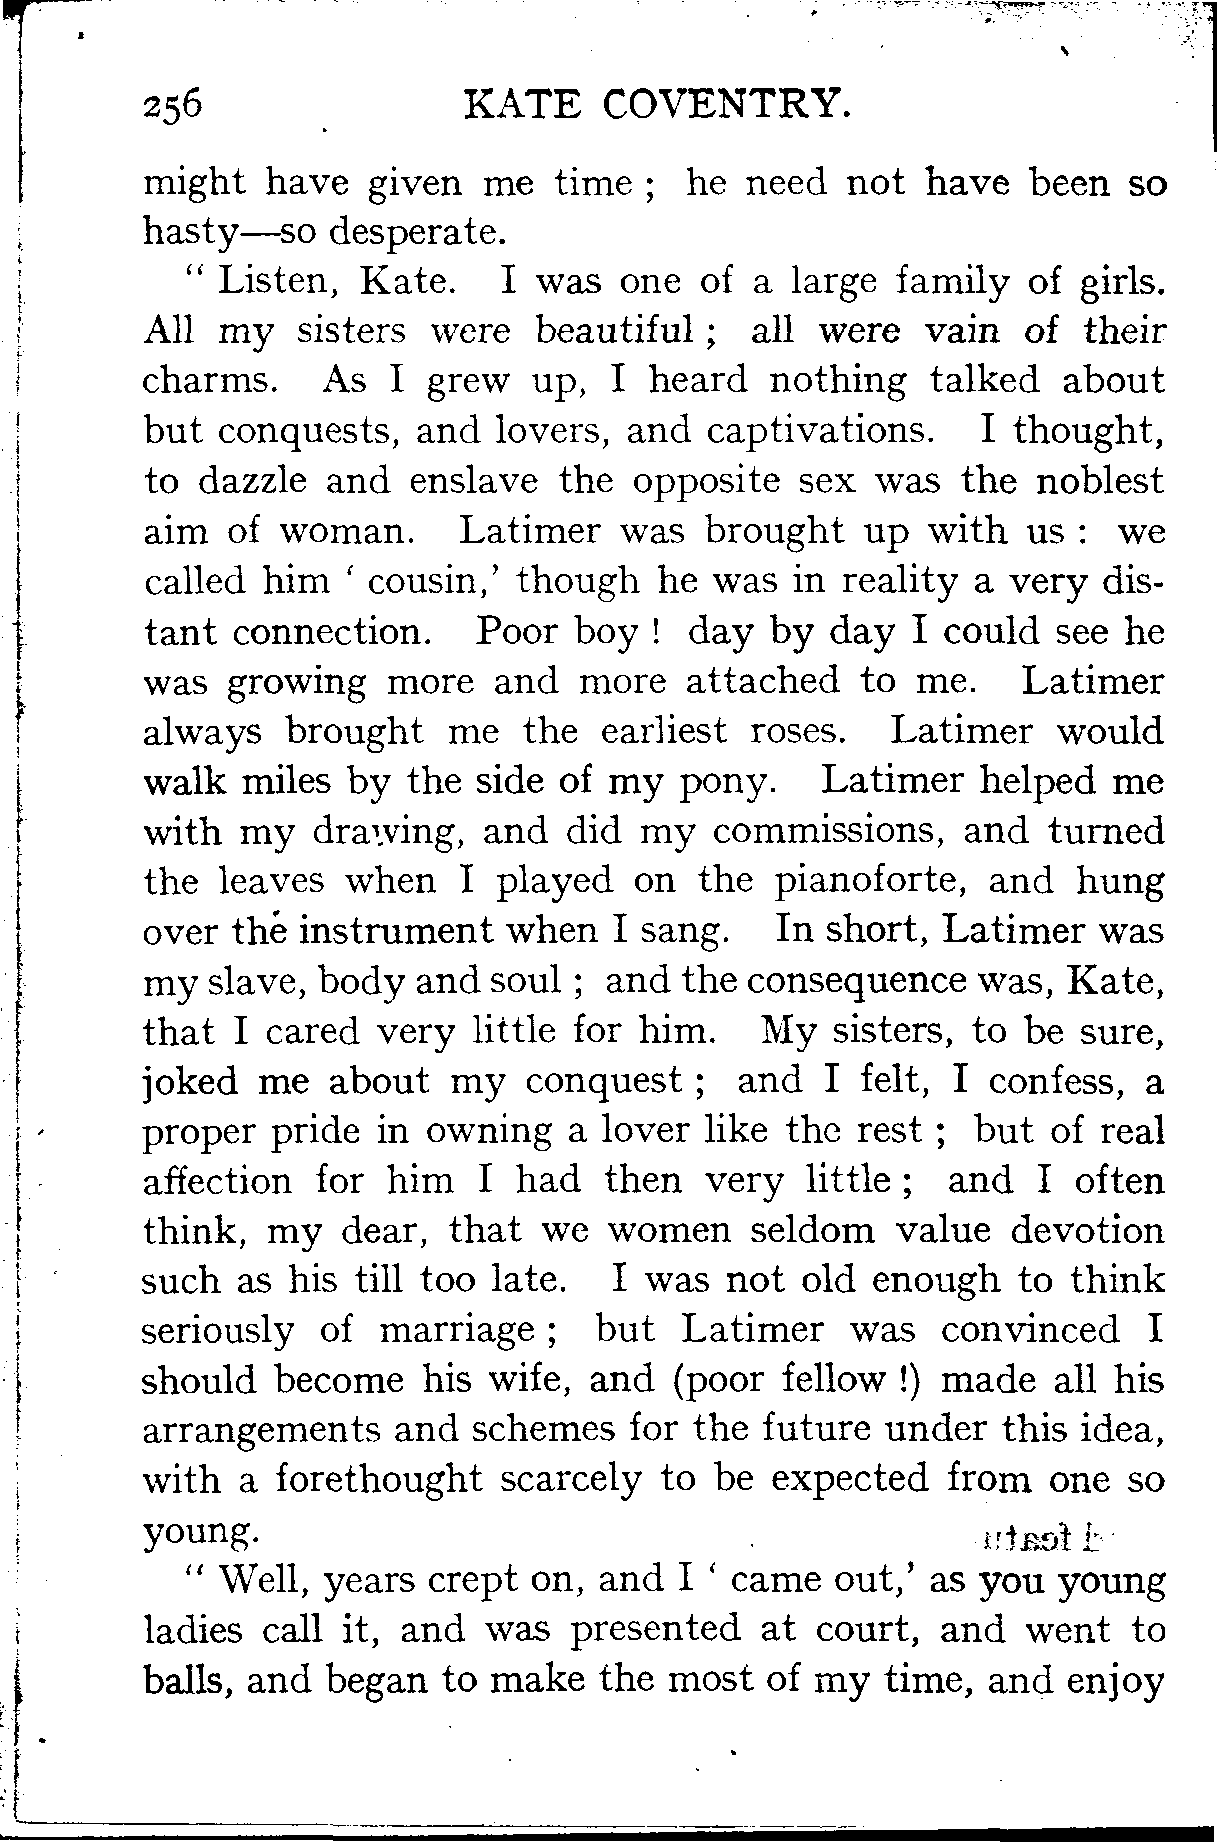 256 KATE COVENTRY.
might have given me time ; he need not have been so
hasty—so desperate.
“ Listen, Kate. I was one of a large family of girls.
All my sisters were beautiful ; all were vain of their
charms. As I grew up, I heard nothing talked about
but conquests, and lovers, and captivations. I thought,
to dazzle and enslave the opposite sex was the noblest
aim of woman. Latimer was brought up with us : we
called him ‘ cousin,’ though he was in reality a very dis-
tant connection. Poor boy ! day by day I could see he
was growing more and more attached to me. Latimer
always brought me the earliest roses. Latimer would
walk miles by the side of my pony. Latimer helped me
with my drawing, and did my commissions, and turned
the leaves when I played on the pianoforte, and hung
over the instrument when I sang. In short, Latimer was
my slave, body and soul ; and the consequence was, Kate,
that I cared very little for him. My sisters, to be sure,
joked me about my conquest ; and I felt, I confess, a
proper pride in owning a lover like the rest ; but of real
affection for him I had then very little ; and I often
think, my dear, that we women seldom value devotion
such as his till too late. I was not old enough to think
seriously of marriage ; but Latimer was convinced I
should become his wife, and (poor fellow !) made all his
arrangements and schemes for the future under this idea,
with a forethought scarcely to be expected from one so
young.
“ Well, years crept on, and I ‘ came out,’ as you young
ladies call it, and was presented at court, and went to
balls, and began to make the most of my time, and enjoy